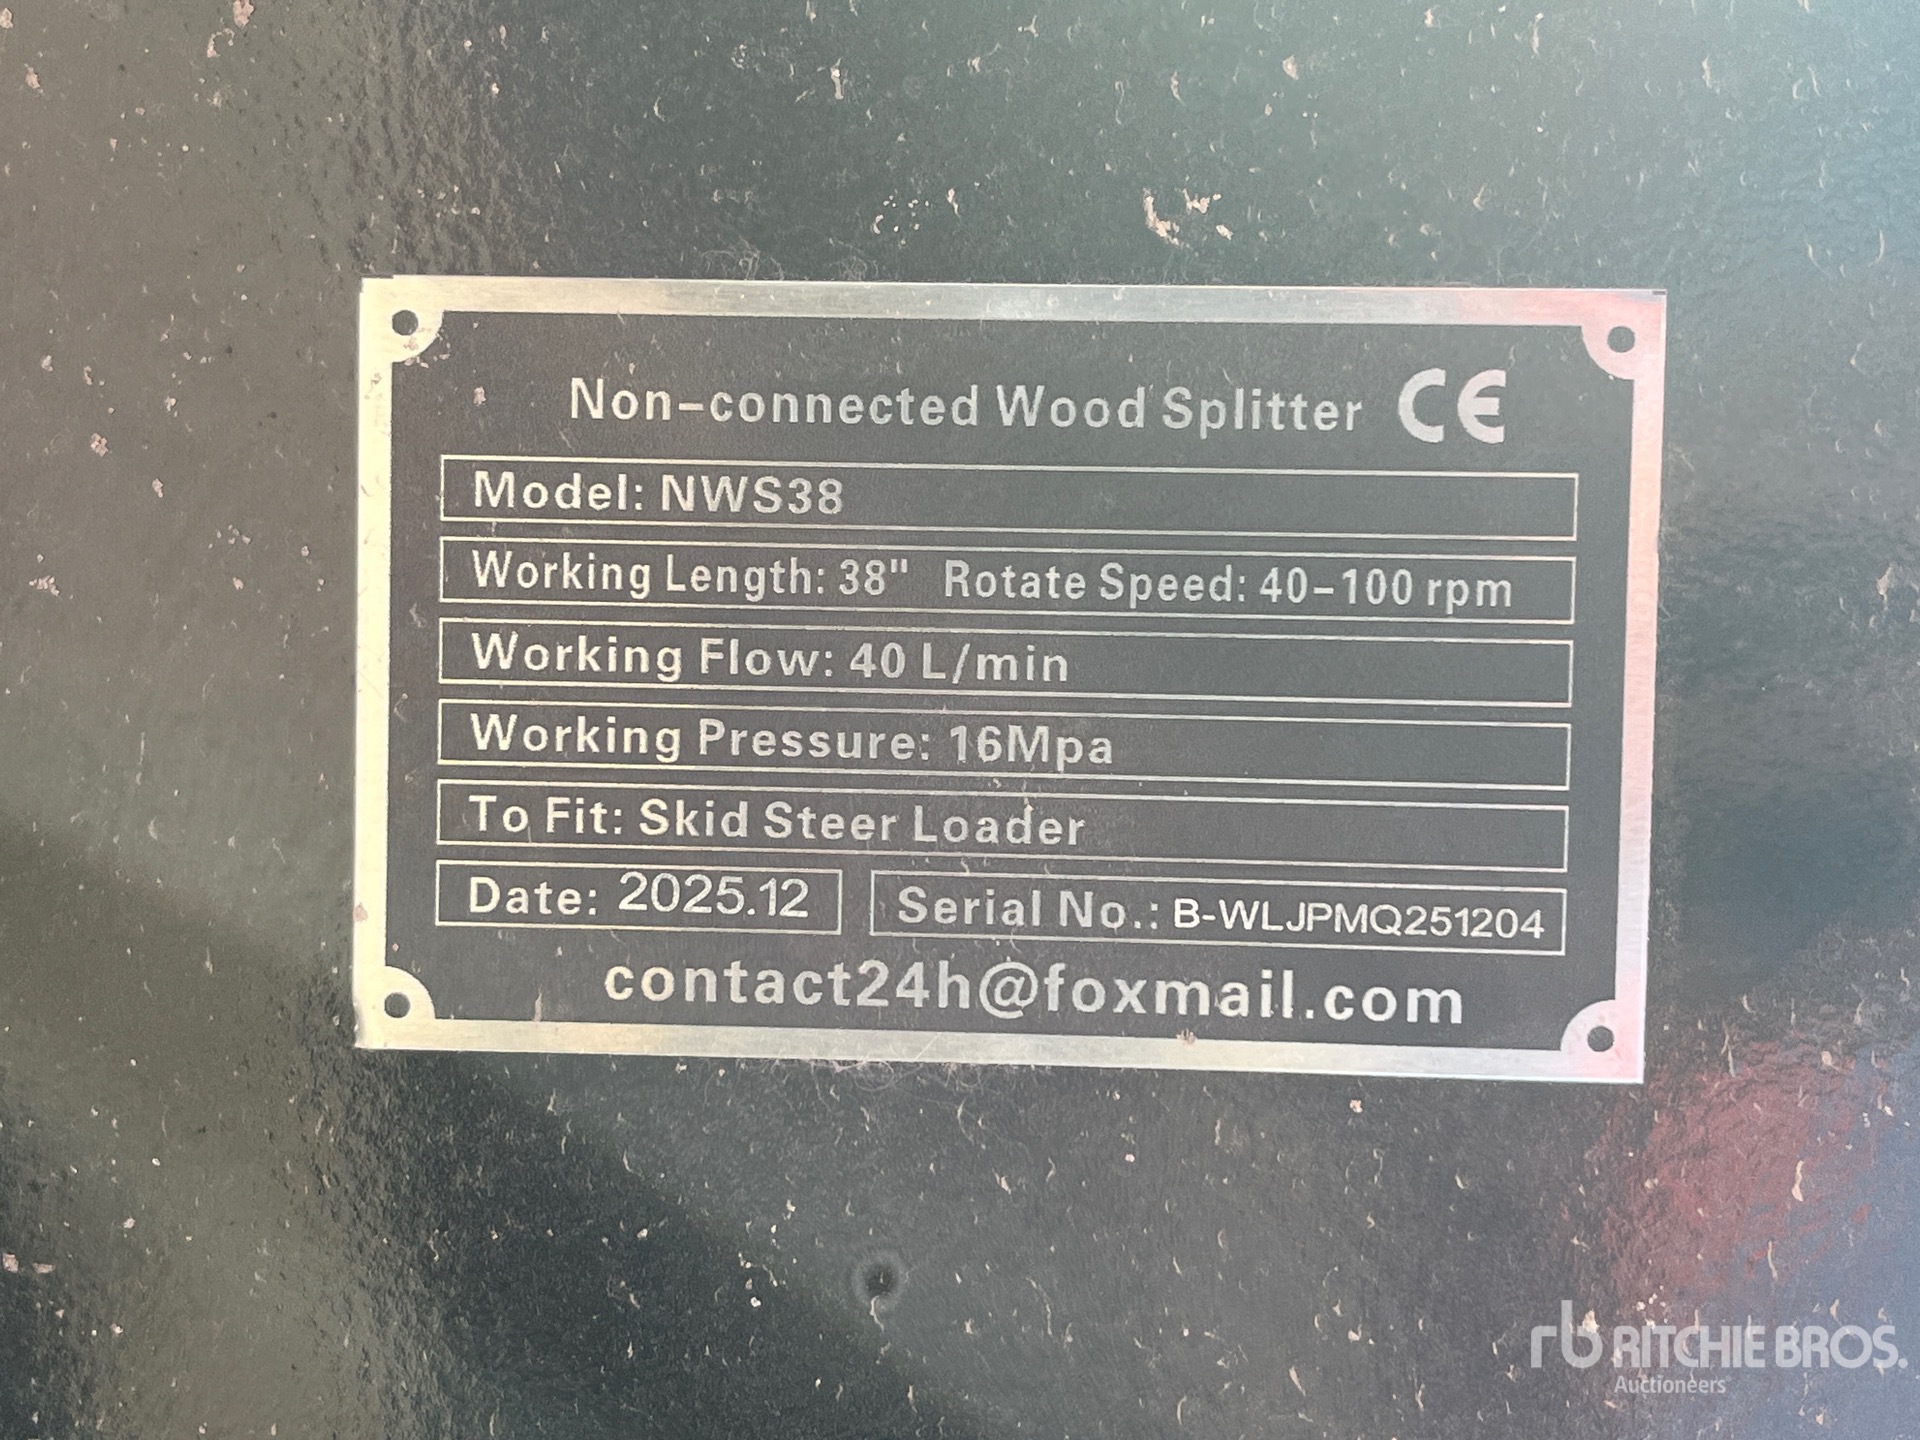 Non-connected Wood Splitter CE
Model: NWS38
Working Length: 38" Rotate Speed: 40-100 rpm
Working Flow: 40 L/min
Working Pressure: 16Mpa
To Fit: Skid Steer Loader
Date: 2025.12 Serial No.: B-WLJPMQ251204
contact24h@foxmail.com
rb RITCHIE BROS.
Auctioneers